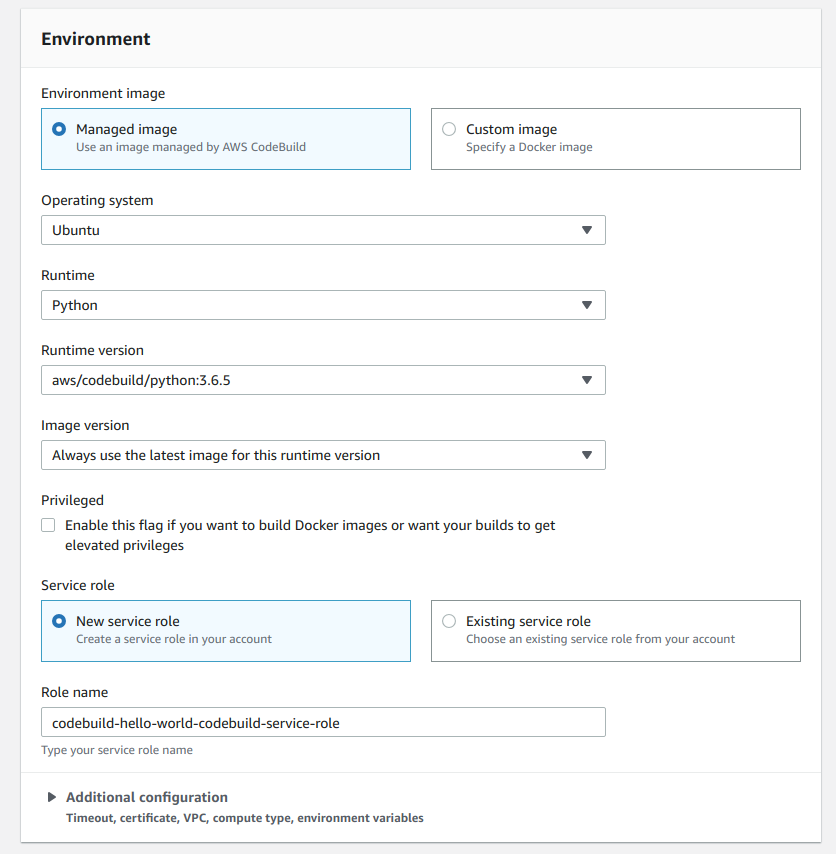 Environment
Environment image
Managed image
Use an image managed by AWS CodeBuild
Custom image
Specify a Docker image
Operating system
Ubuntu
Runtime
Python
Runtime version
aws/codebuild/python:3.6.5
Image version
Always use the latest image for this runtime version
Privileged
Enable this flag if you want to build Docker images or want your builds to get
elevated privileges
Service role
New service role
Create a service role in your account
Existing service role
Choose an existing service role from your account
Role name
codebuild-hello-world-codebuild-service-role
Type your service role name
Additional configuration
Timeout, certificate, VPC, compute type, environment variables